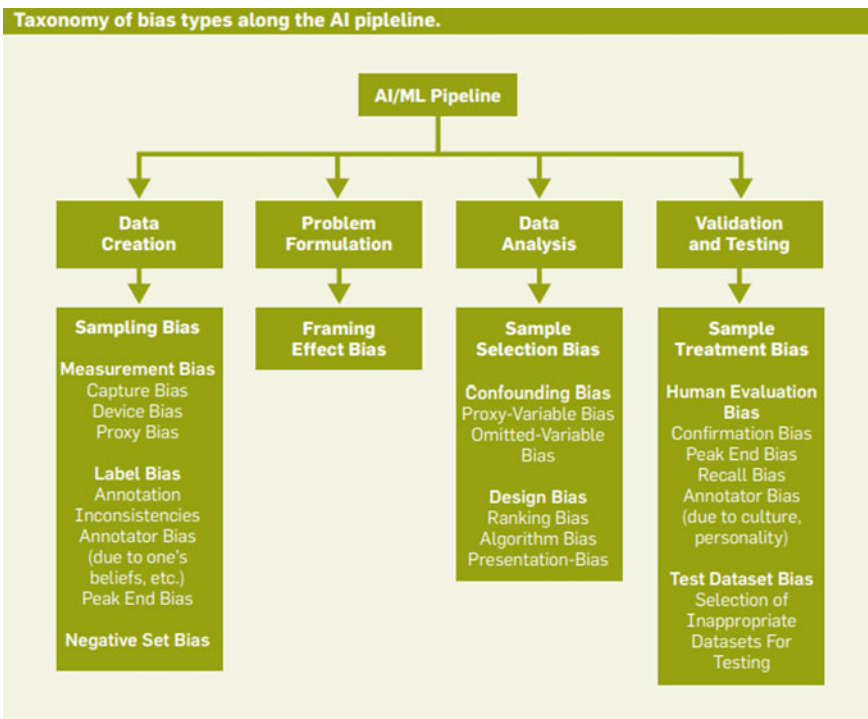 Taxonomy of bias types along the AI pipleline.
AI/ML Pipeline
Data
Creation
Problem
Formulation
Data
Analysis
Validation
and Testing
Sampling Bias
Measurement Bias
Capture Bias
Device Bias
Proxy Bias
Label Bias
Annotation
Inconsistencies
Annotator Bias
(due to one's
beliefs, etc.)
Peak End Bias
Negative Set Bias
Framing
Effect Bias
Sample
Selection Bias
Confounding Bias
Proxy-Variable Bias
Omitted-Variable
Bias
Design Bias
Ranking Bias
Algorithm Bias
Presentation-Bias
Sample
Treatment Bias
Human Evaluation
Bias
Confirmation Bias
Peak End Bias
Recall Bias
Annotator Bias
(due to culture,
personality)
Test Dataset Bias
Selection of
Inappropriate
Datasets For
Testing